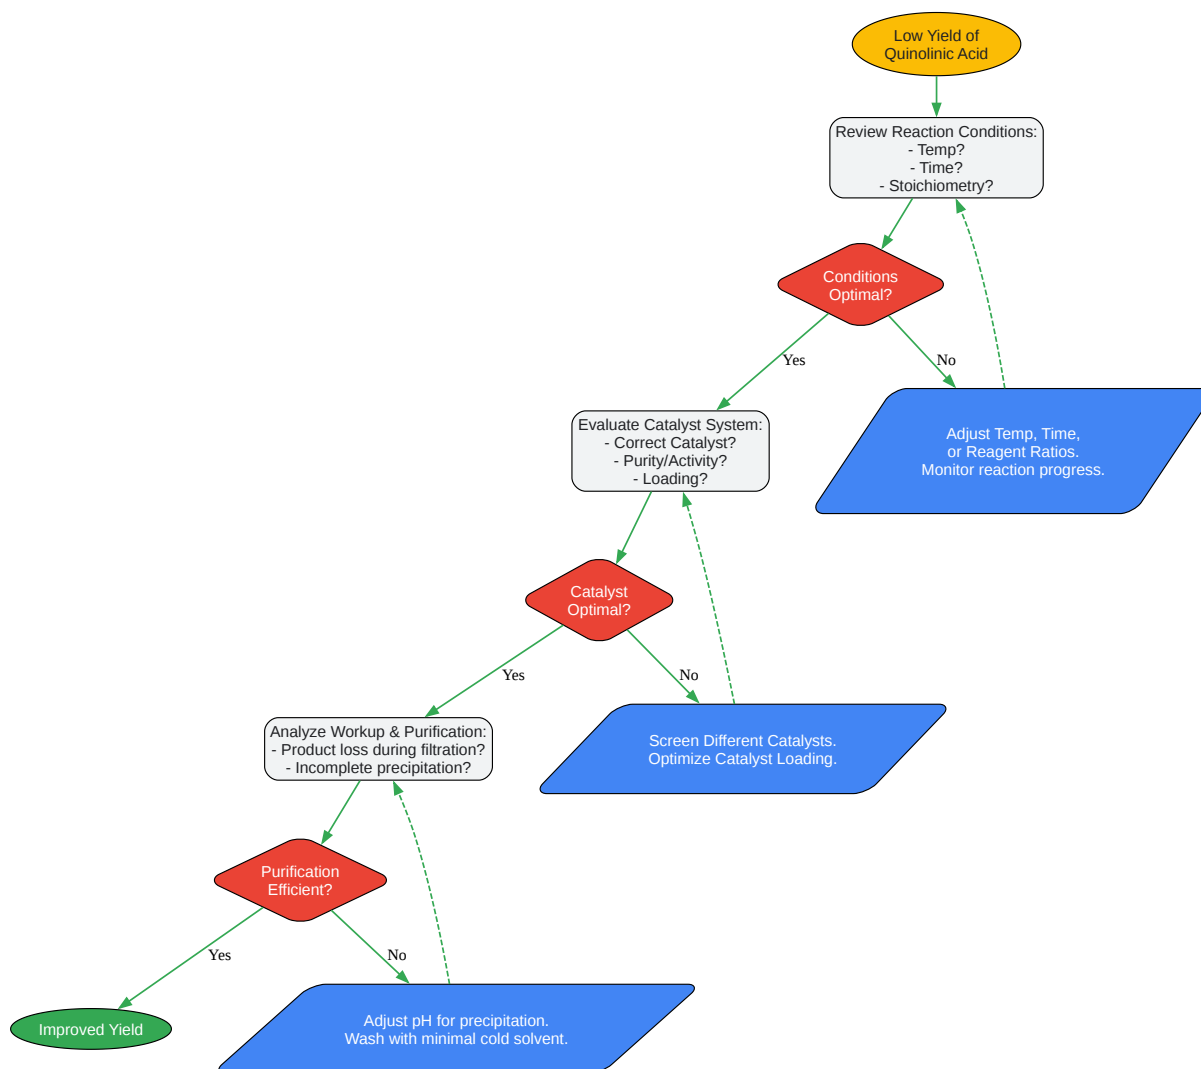 Low Yield of
Quinolinic Acid
Review Reaction Conditions:
- Temp?
- Time?
- Stoichiometry?
Conditions
Optimal?
Yes
No
Adjust Temp, Time,
or Reagent Ratios.
Monitor reaction progress.
Evaluate Catalyst System:
- Correct Catalyst?
- Purity/Activity?
- Loading?
Catalyst
Optimal?
Yes
No
Screen Different Catalysts.
Optimize Catalyst Loading.
Analyze Workup & Purification:
- Product loss during filtration?
- Incomplete precipitation?
Purification
Efficient?
Yes
No
Improved Yield
Adjust pH for precipitation.
Wash with minimal cold solvent.